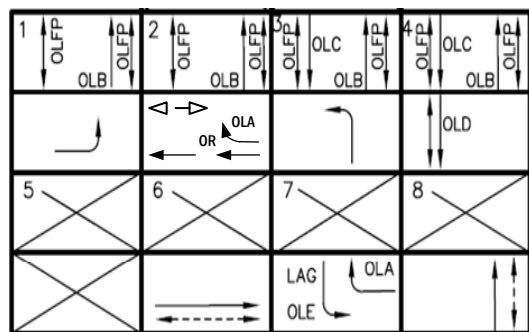 1 OLFP OLB OLFP
2 OLFP OLB OLFP
3 OLFP OLC OLB OLFP
4 OLFP OLC OLB OLFP
OLA
OR
OLD
5
6
7
8
LAG OLA
OLE